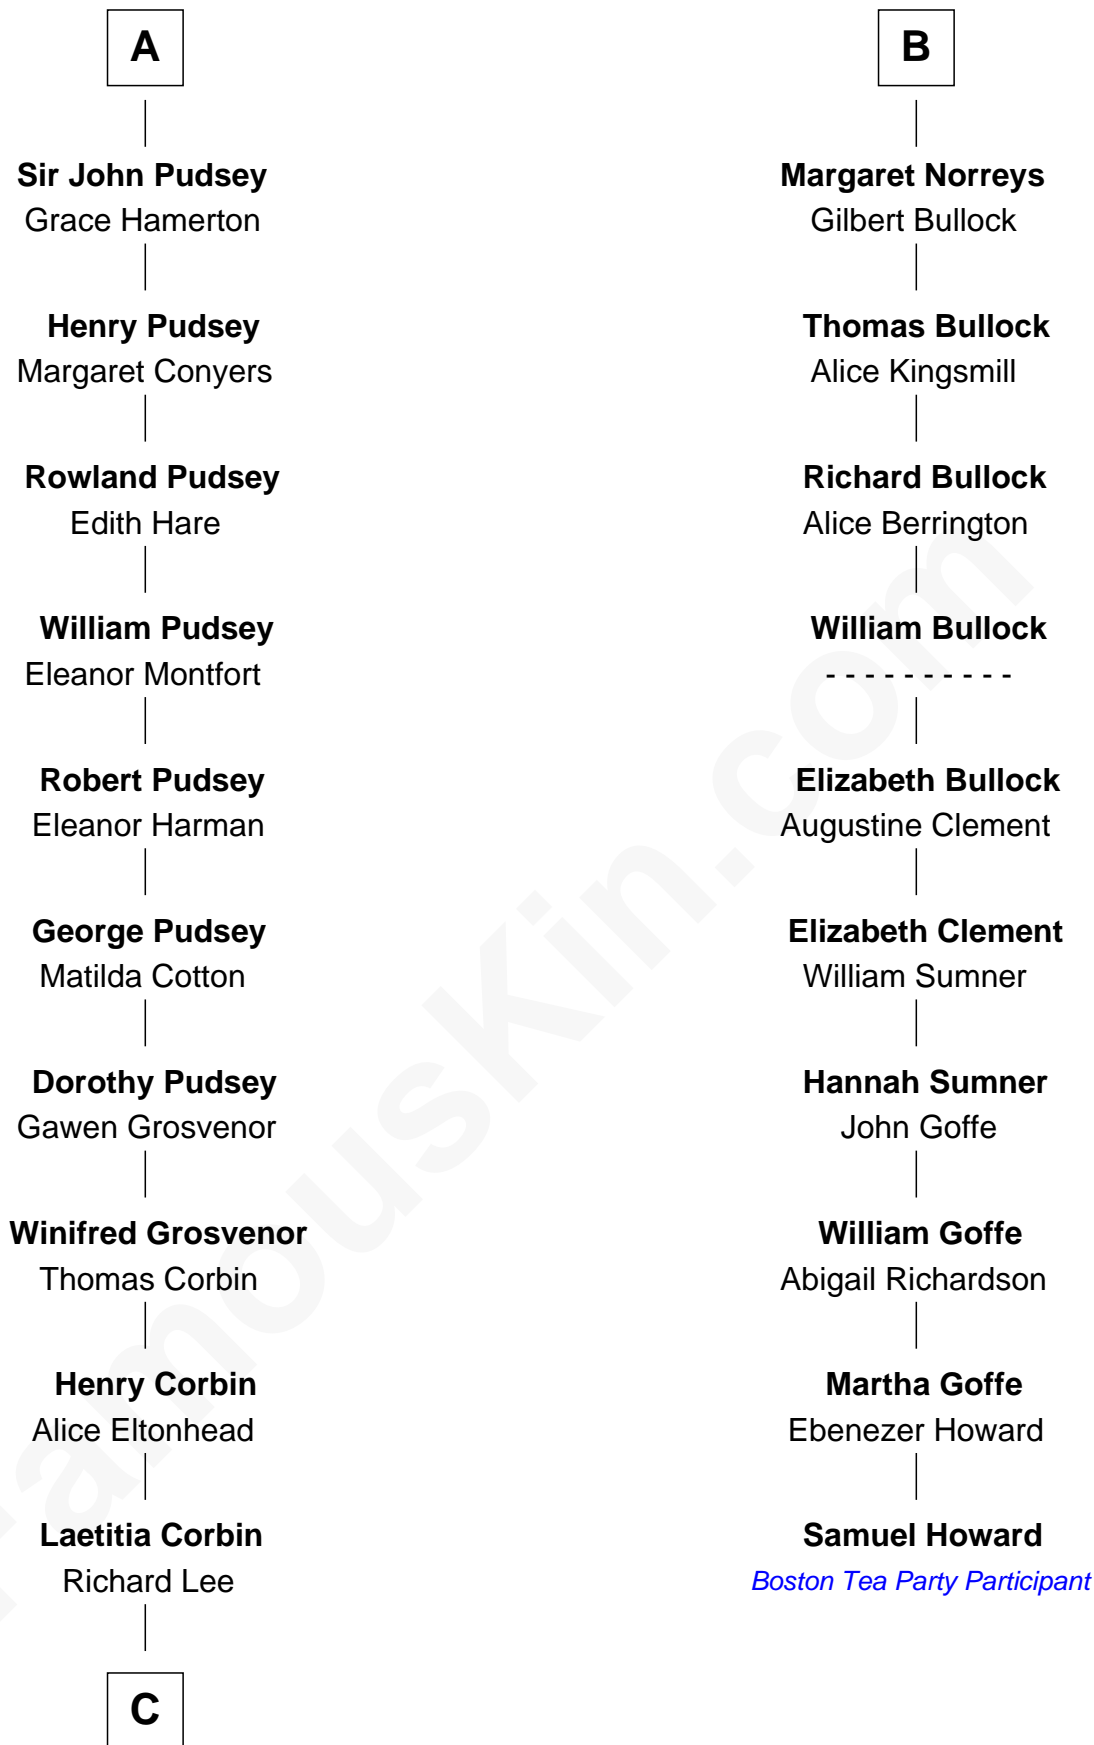 A
Sir John Pudsey
Grace Hamerton
Henry Pudsey
Margaret Conyers
Rowland Pudsey
Edith Hare
William Pudsey
Eleanor Montfort
Robert Pudsey
Eleanor Harman
George Pudsey
Matilda Cotton
Dorothy Pudsey
Gawen Grosvenor
Winifred Grosvenor
Thomas Corbin
Henry Corbin
Alice Eltonhead
Laetitia Corbin
Richard Lee
C
B
Margaret Norreys
Gilbert Bullock
Thomas Bullock
Alice Kingsmill
Richard Bullock
Alice Berrington
William Bullock
- - - - - - - - - -
Elizabeth Bullock
Augustine Clement
Elizabeth Clement
William Sumner
Hannah Sumner
John Goffe
William Goffe
Abigail Richardson
Martha Goffe
Ebenezer Howard
Samuel Howard
Boston Tea Party Participant
FamousKin.com